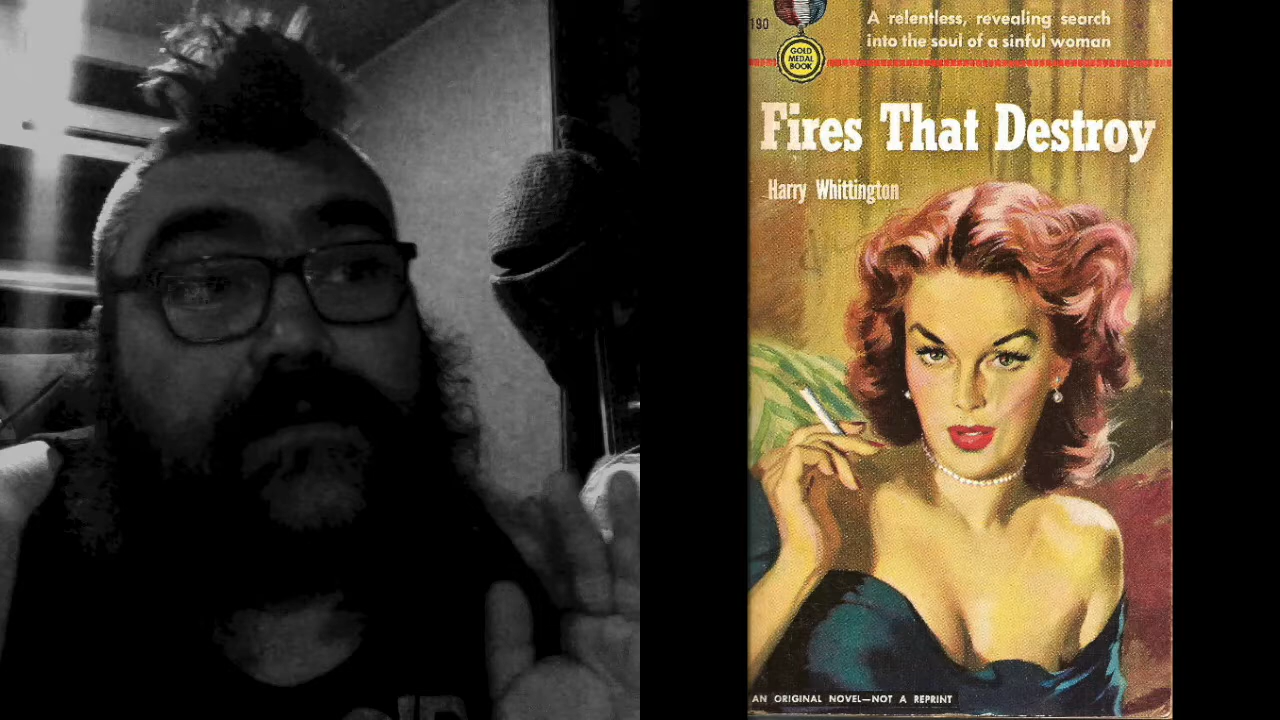 190
A relentless, revealing search
into the soul of a sinful woman
GOLD
MEDAL
BOOK
Fires That Destroy
Harry Whittington
AN ORIGINAL NOVEL—NOT A REPRINT